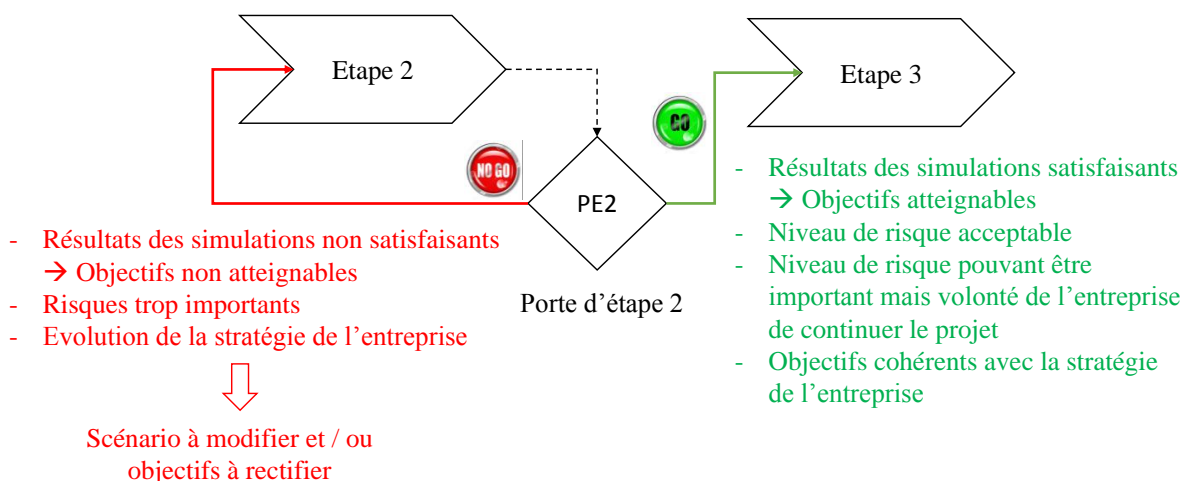 Etape 2
Etape 3
GO
NO GO
PE2
Porte d’étape 2
- Résultats des simulations non satisfaisants
→ Objectifs non atteignables
- Risques trop importants
- Evolution de la stratégie de l’entreprise
Scénario à modifier et / ou
objectifs à rectifier
- Résultats des simulations satisfaisants
→ Objectifs atteignables
- Niveau de risque acceptable
- Niveau de risque pouvant être
important mais volonté de l’entreprise
de continuer le projet
- Objectifs cohérents avec la stratégie
de l’entreprise